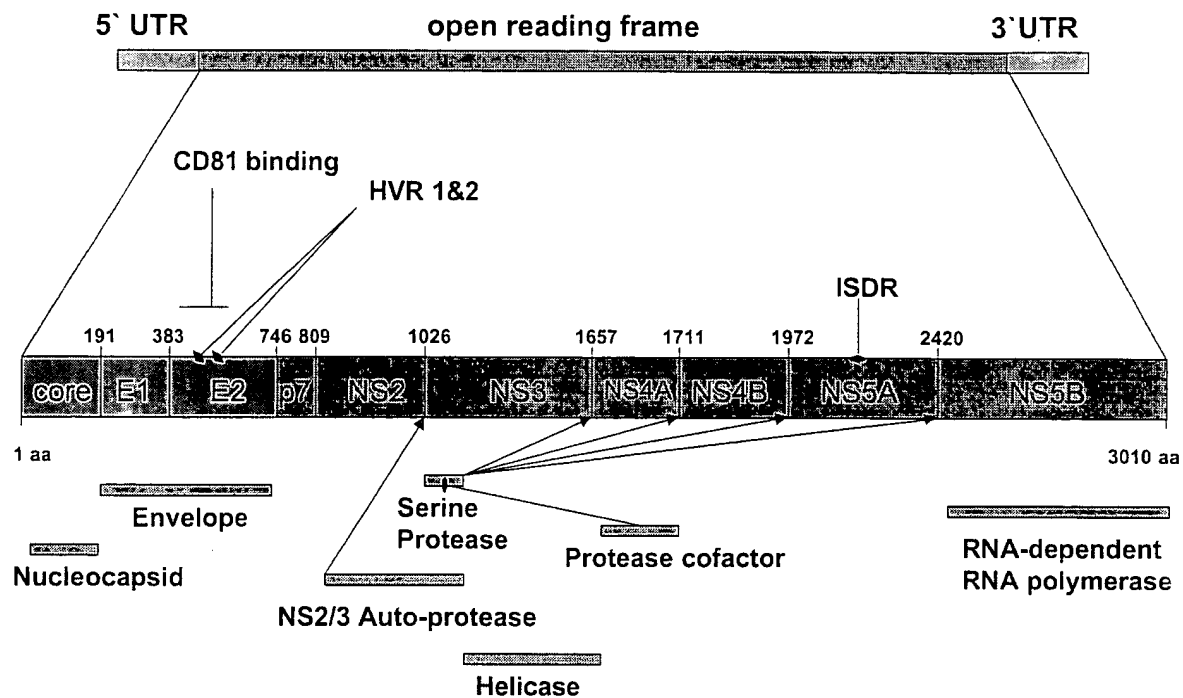 5` UTR open reading frame 3`UTR
CD81 binding
HVR 1&2
ISDR
191 383 746 809 1026 1657 1711 1972 2420
core E1 E2 p7 NS2 NS3 NS4A NS4B NS5A NS5B
1 aa 3010 aa
Envelope
Serine
Protease
Nucleocapsid
Protease cofactor
RNA-dependent
RNA polymerase
NS2/3 Auto-protease
Helicase